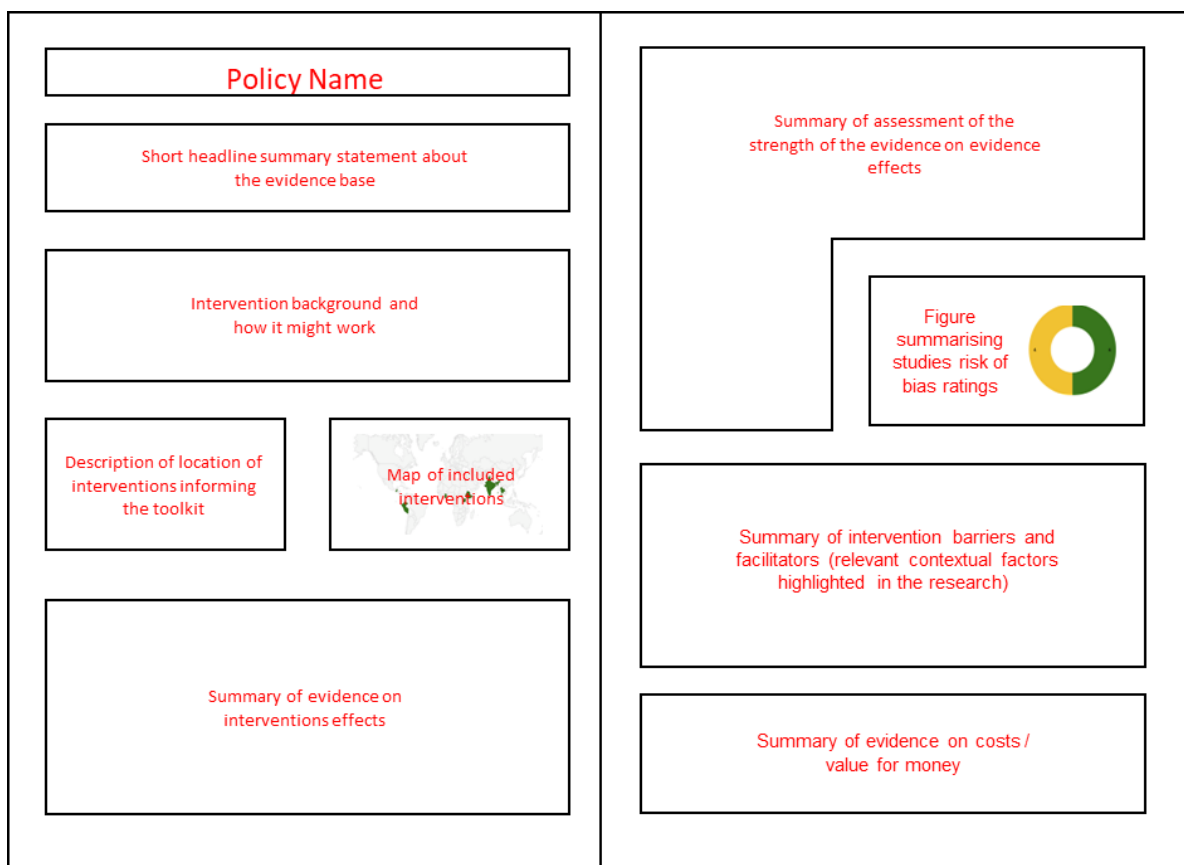 Policy Name
Short headline summary statement about
the evidence base
Intervention background and
how it might work
Description of location of
interventions informing
the toolkit
Map of included
interventions
Summary of evidence on
interventions effects
Summary of assessment of the
strength of the evidence on evidence
effects
Figure
summarising
studies risk of
bias ratings
Summary of intervention barriers and
facilitators (relevant contextual factors
highlighted in the research)
Summary of evidence on costs /
value for money